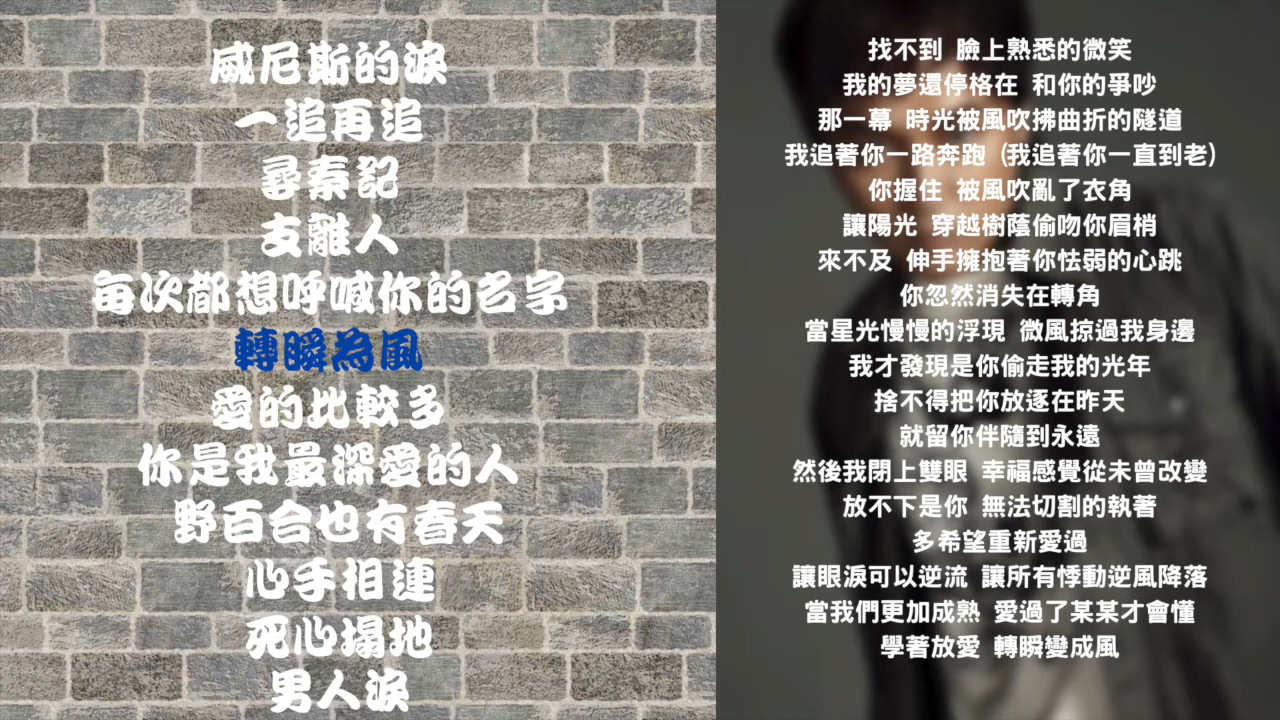 威尼斯的淚
一追再追
尋秦記
支離人
每次都想呼喊你的名字
轉瞬為風
愛的比較多
你是我最深愛的人
野百合也有春天
心手相連
死心塌地
男人淚
找不到 臉上熟悉的微笑
我的夢還停格在 和你的爭吵
那一幕 時光被風吹拂曲折的隧道
我追著你一路奔跑 (我追著你一直到老)
你握住 被風吹亂了衣角
讓陽光 穿越樹蔭偷吻你眉梢
來不及 伸手擁抱著你怯弱的心跳
你忽然消失在轉角
當星光慢慢的浮現 微風掠過我身邊
我才發現是你偷走我的光年
捨不得把你放逐在昨天
就留你伴隨到永遠
然後我閉上雙眼 幸福感覺從未曾改變
放不下是你 無法切割的執著
多希望重新愛過
讓眼淚可以逆流 讓所有悸動逆風降落
當我們更加成熟 愛過了某某才會懂
學著放愛 轉瞬變成風